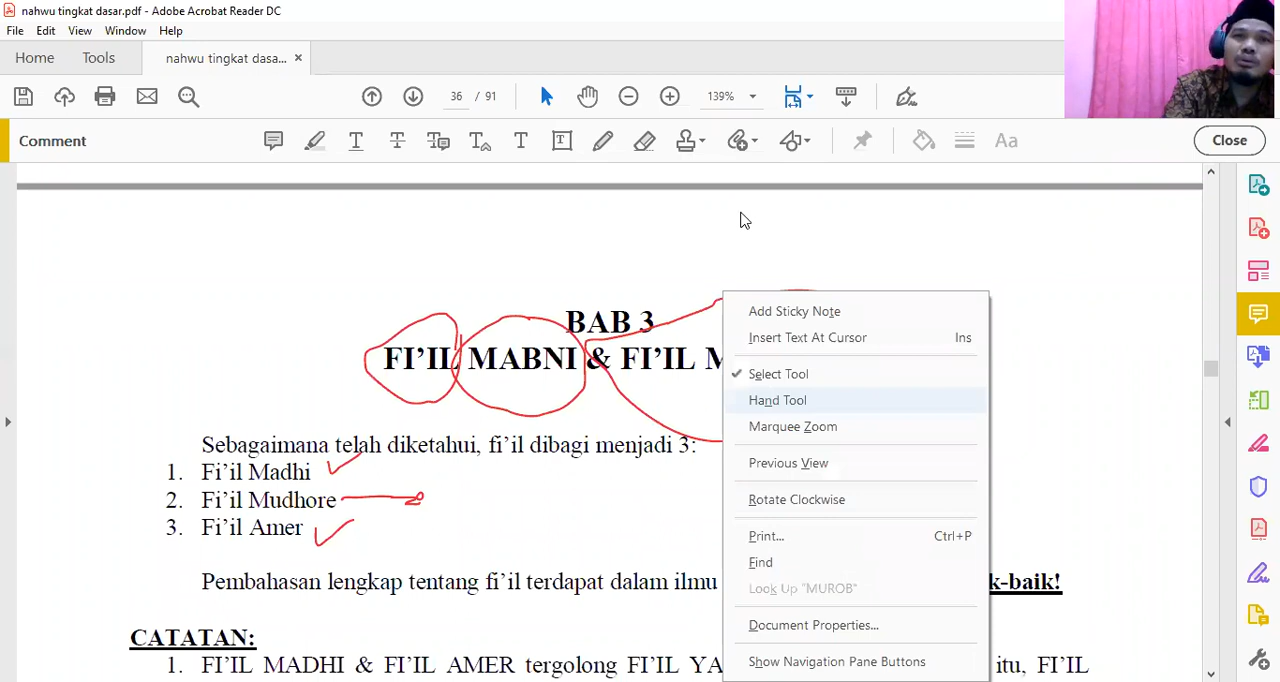 nahwu tingkat dasar.pdf - Adobe Acrobat Reader DC
File Edit View Window Help
Home Tools nahwu tingkat dasa... ×
36 / 91 139%
Comment Close
Add Sticky Note
Insert Text At Cursor Ins
Select Tool
Hand Tool
Marquee Zoom
Previous View
Rotate Clockwise
Print... Ctrl+P
Find
Look Up "MUROB"
Document Properties...
Show Navigation Pane Buttons
BAB 3
FI'IL MABNI & FI'IL M
Sebagaimana telah diketahui, fi'il dibagi menjadi 3:
1. Fi'il Madhi
2. Fi'il Mudhore
3. Fi'il Amer
Pembahasan lengkap tentang fi'il terdapat dalam ilmu k-baik!
CATATAN:
1. FI'IL MADHI & FI'IL AMER tergolong FI'IL YA itu, FI'IL